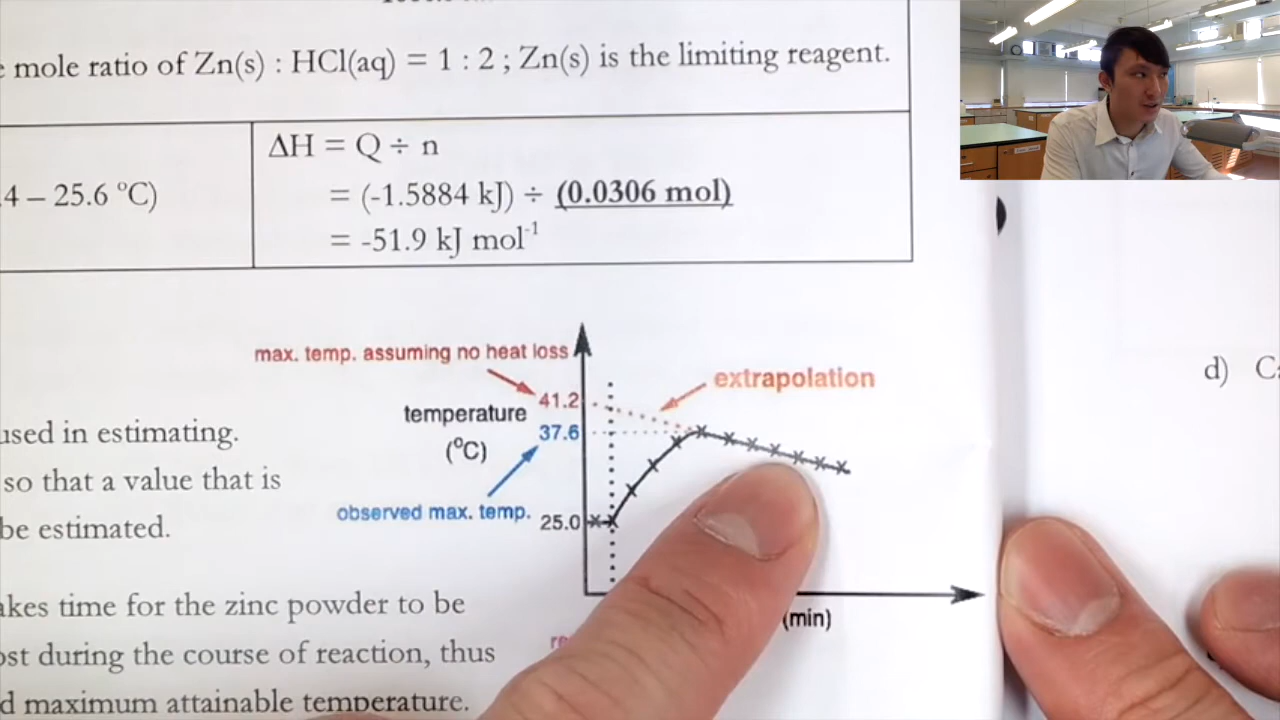 e mole ratio of Zn(s) : HCl(aq) = 1 : 2 ; Zn(s) is the limiting reagent.
ΔH = Q ÷ n
4 – 25.6 ºC)
= (-1.5884 kJ) ÷ (0.0306 mol)
= -51.9 kJ mol⁻¹
max. temp. assuming no heat loss
extrapolation
41.2
temperature
(ºC)
37.6
observed max. temp.
25.0
(min)
re
used in estimating.
so that a value that is
be estimated.
akes time for the zinc powder to be
ost during the course of reaction, thus
d maximum attainable temperature.
d) C